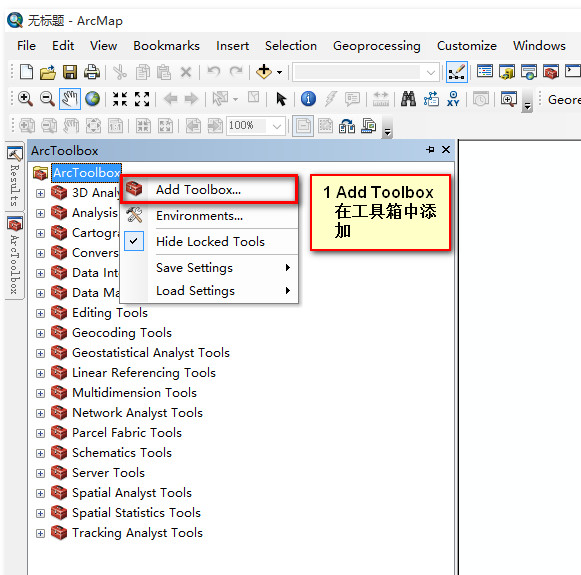 无标题 - ArcMap
File Edit View Bookmarks Insert Selection Geoprocessing Customize Windows
Geore
100%
ArcToolbox
Results
ArcToolbox
ArcToolbox
3D Analy
Analysis
Cartogra
Convers
Data Int
Data Ma
Editing Tools
Geocoding Tools
Geostatistical Analyst Tools
Linear Referencing Tools
Multidimension Tools
Network Analyst Tools
Parcel Fabric Tools
Schematics Tools
Server Tools
Spatial Analyst Tools
Spatial Statistics Tools
Tracking Analyst Tools
Add Toolbox...
Environments...
Hide Locked Tools
Save Settings
Load Settings
1 Add Toolbox
在工具箱中添
加